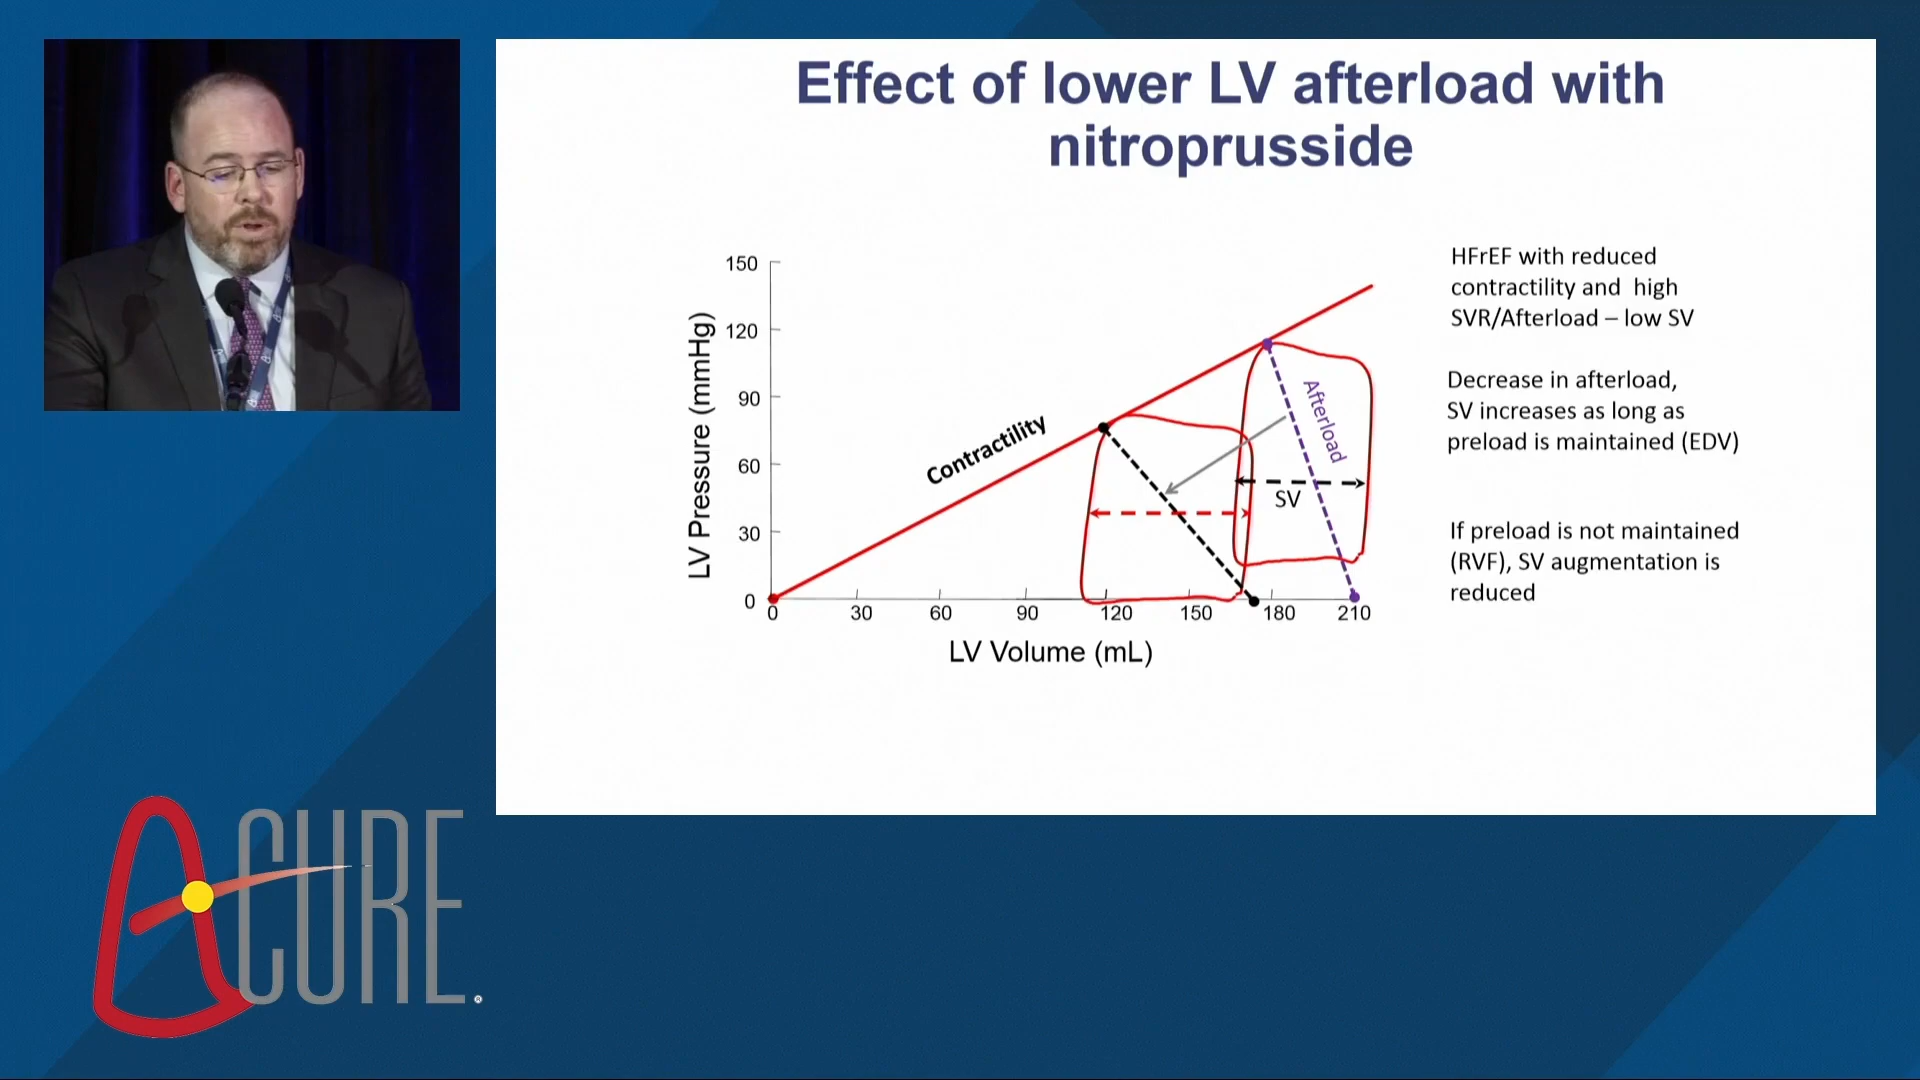 Effect of lower LV afterload with
nitroprusside
150
120
90
60
30
0
LV Pressure (mmHg)
Contractility
Afterload
SV
0 30 60 90 120 150 180 210
LV Volume (mL)
HFrEF with reduced
contractility and high
SVR/Afterload – low SV
Decrease in afterload,
SV increases as long as
preload is maintained (EDV)
If preload is not maintained
(RVF), SV augmentation is
reduced
ACURE®